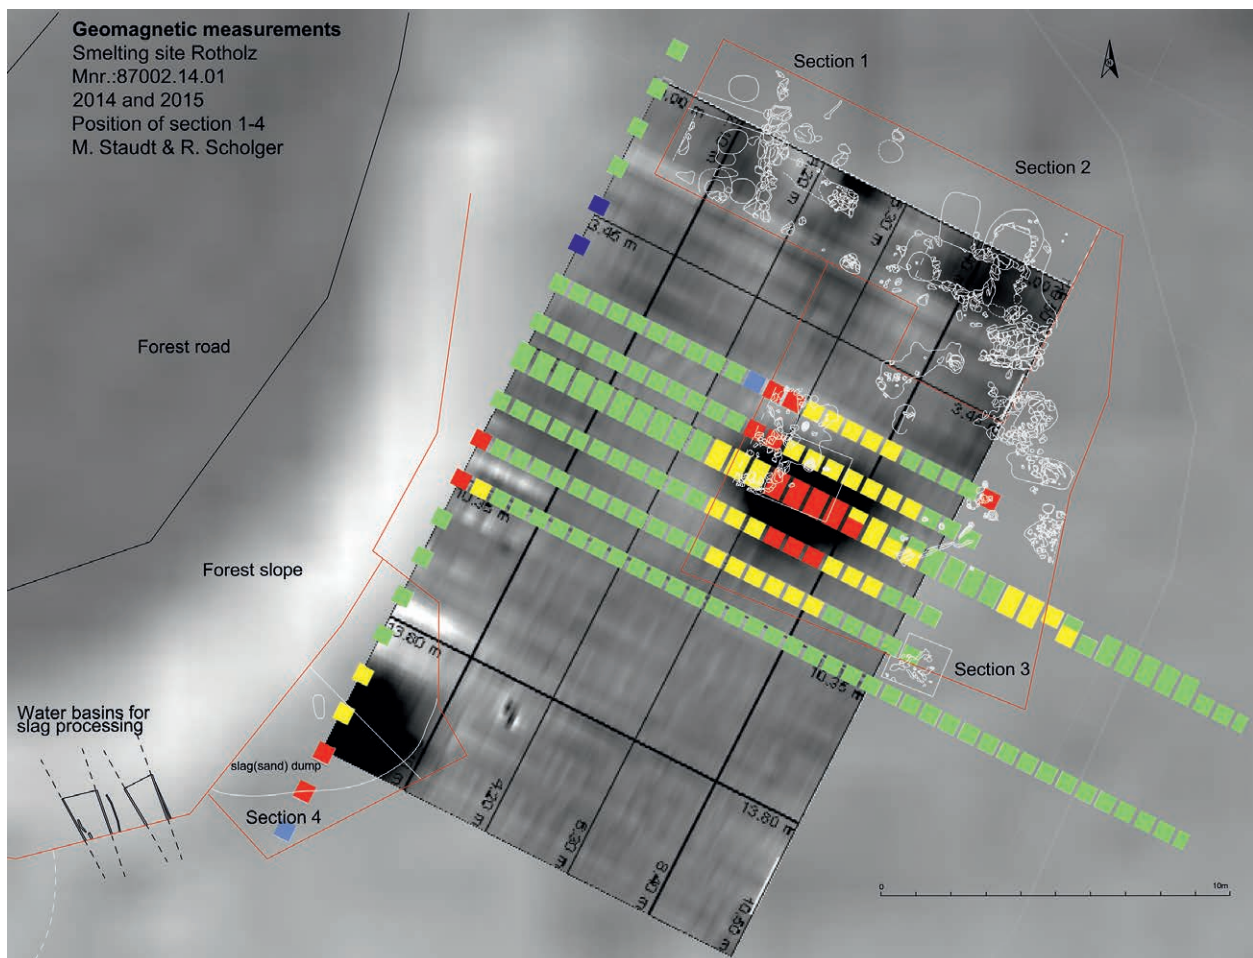 Geomagnetic measurements
Smelting site Rotholz
Mnr.:87002.14.01
2014 and 2015
Position of section 1-4
M. Staudt & R. Scholger
Section 1
Section 2
3.45 m
Forest road
3.45
10.35 m
Forest slope
13.80 m
Section 3
10.35 m
Water basins for
slag processing
slag(sand) dump
Section 4
4.20 m
6.30 m
8.40 m
10.50 m
13.80 m
0
10m